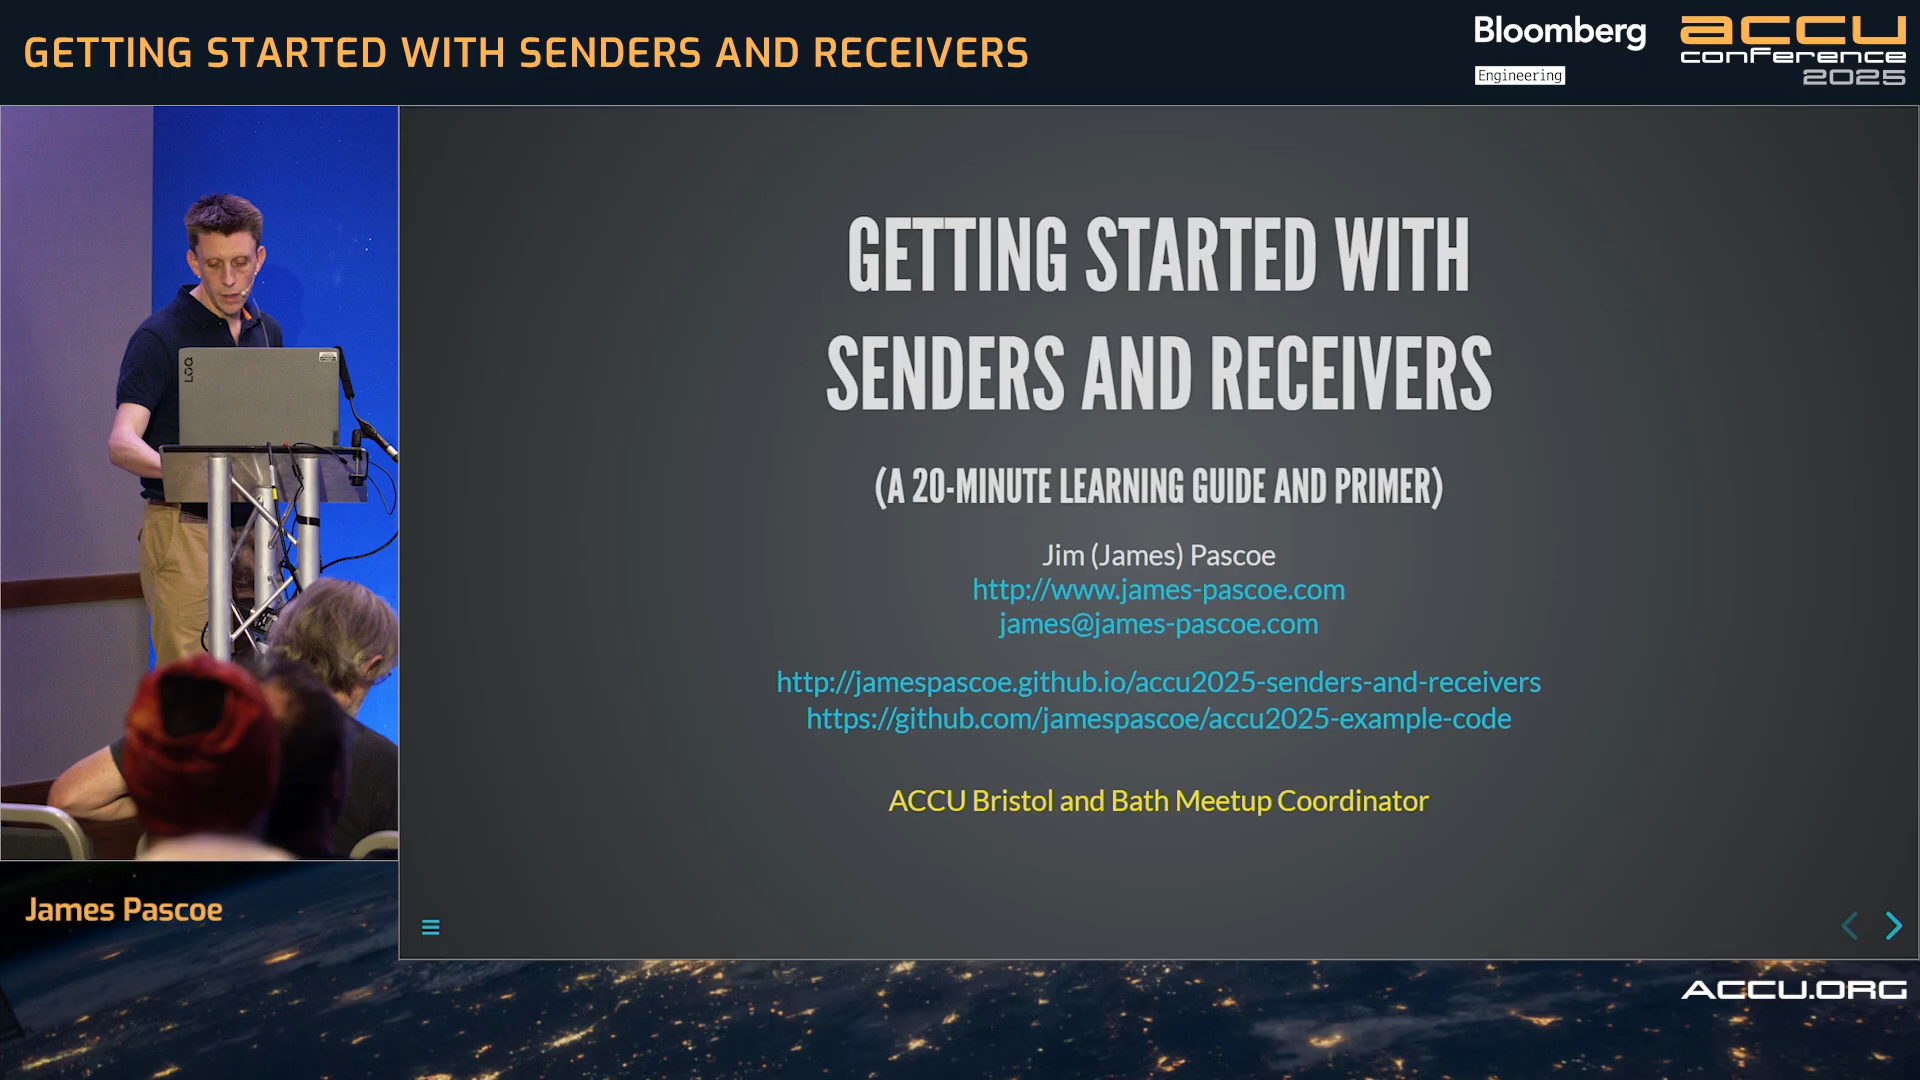 GETTING STARTED WITH SENDERS AND RECEIVERS
Bloomberg
Engineering
accu
conference
2025
GETTING STARTED WITH
SENDERS AND RECEIVERS
(A 20-MINUTE LEARNING GUIDE AND PRIMER)
Jim (James) Pascoe
http://www.james-pascoe.com
james@james-pascoe.com
http://jamespascoe.github.io/accu2025-senders-and-receivers
https://github.com/jamespascoe/accu2025-example-code
ACCU Bristol and Bath Meetup Coordinator
LOQ
James Pascoe
ACCU.ORG